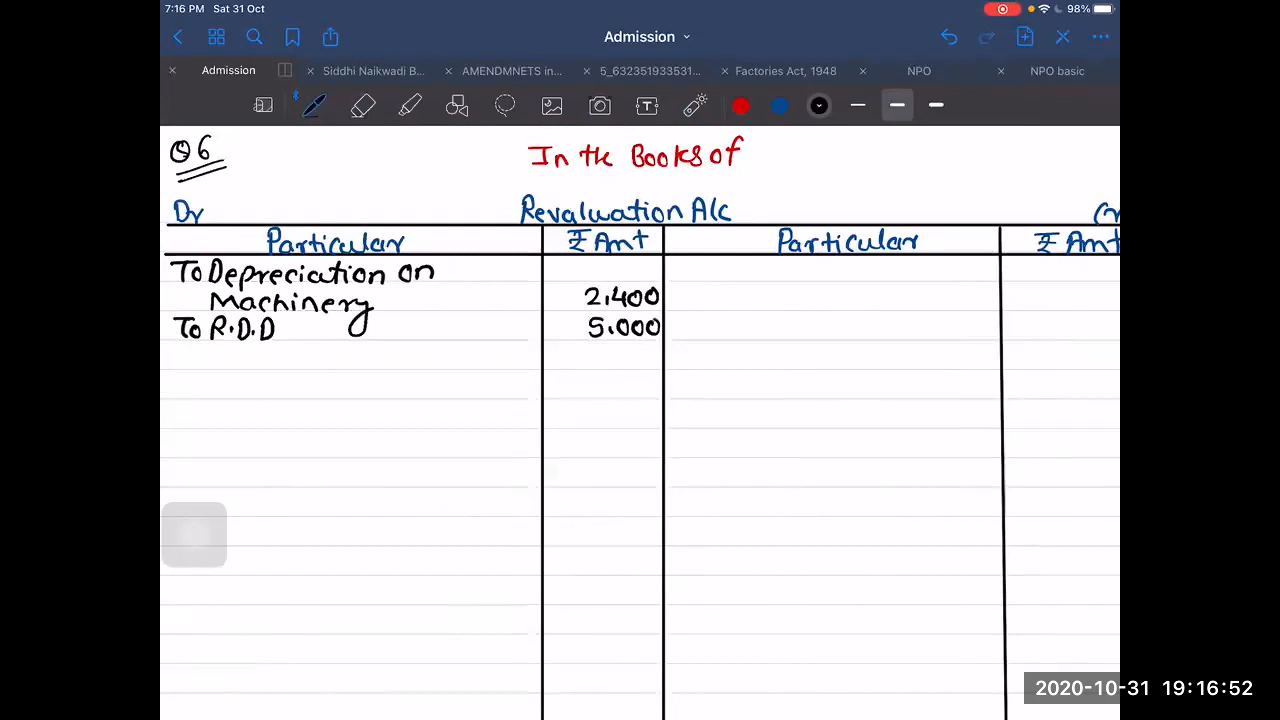 7:16 PM Sat 31 Oct
98%
Admission
Admission
Siddhi Naikwadi B...
AMENDMNETS in...
5_632351933531...
Factories Act, 1948
NPO
NPO basic
Q6
In the Books of
Dr Revaluation A/c Cr
Particular ₹ Amt Particular ₹ Amt
To Depreciation on
Machinery 2,400
To R.D.D 5,000
2020-10-31 19:16:52